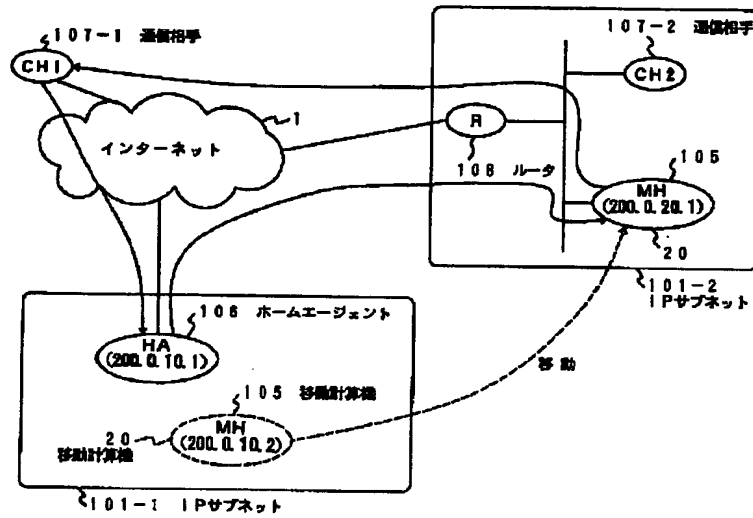 107-1 通信相手
CH1
107-2 通信相手
CH2
1
インターネット
R
108 ルータ
105
MH
(200.0.20.1)
20
101-2
IPサブネット
106 ホームエージェント
HA
(200.0.10.1)
移動
105 移動計算機
MH
(200.0.10.2)
20
移動計算機
101-1 IPサブネット